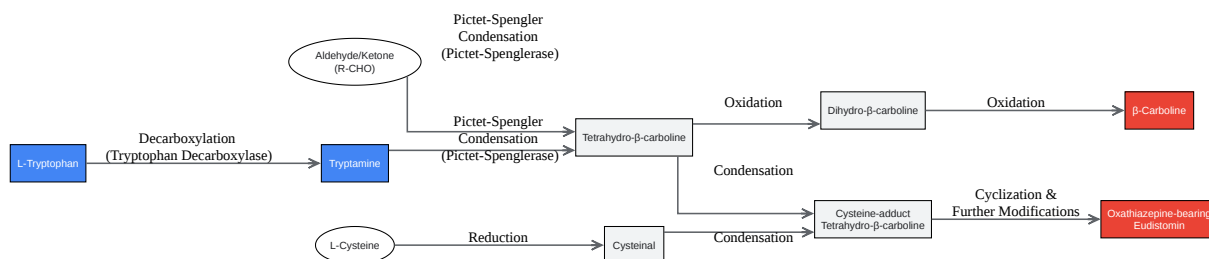 Pictet-Spengler
Condensation
(Pictet-Spenglerase)
Aldehyde/Ketone
(R-CHO)
Oxidation
Dihydro-β-carboline
Oxidation
β-Carboline
Pictet-Spengler
Condensation
(Pictet-Spenglerase)
Tetrahydro-β-carboline
Decarboxylation
(Tryptophan Decarboxylase)
L-Tryptophan
Tryptamine
Condensation
Cyclization &
Further Modifications
Cysteine-adduct
Tetrahydro-β-carboline
Oxathiazepine-bearing
Eudistomin
L-Cysteine
Reduction
Cysteinal
Condensation